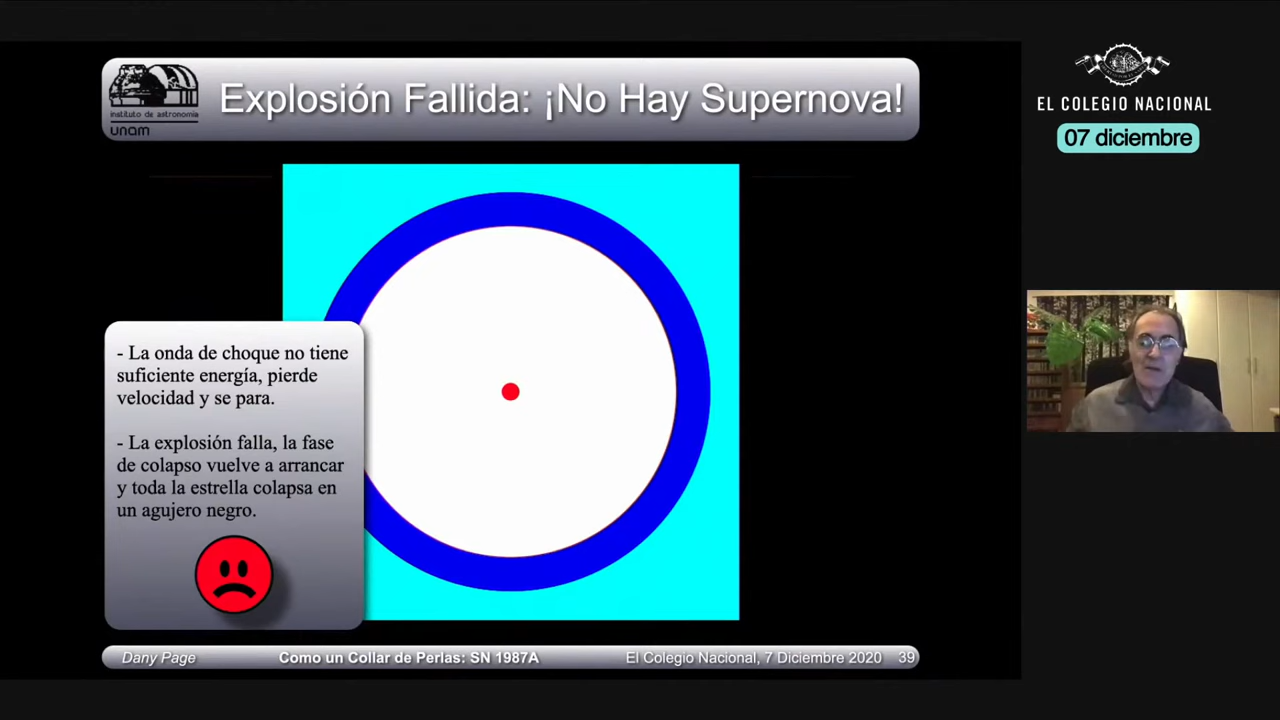 instituto de astronomía
unam
Explosión Fallida: ¡No Hay Supernova!
EL COLEGIO NACIONAL
07 diciembre
- La onda de choque no tiene
suficiente energía, pierde
velocidad y se para.
- La explosión falla, la fase
de colapso vuelve a arrancar
y toda la estrella colapsa en
un agujero negro.
Dany Page
Como un Collar de Perlas: SN 1987A
El Colegio Nacional, 7 Diciembre 2020
39